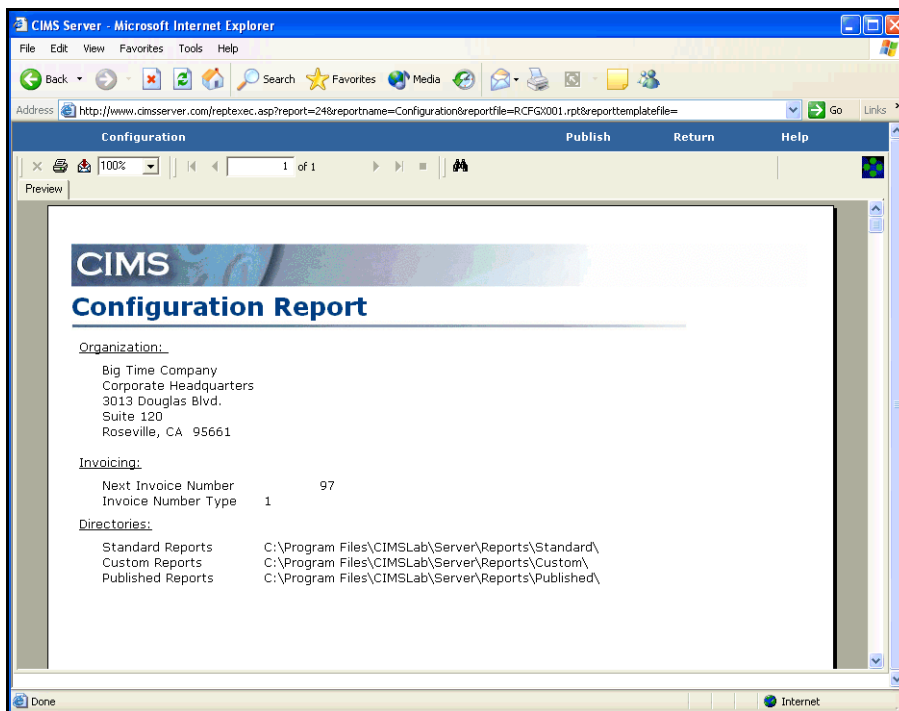 CIMS Server - Microsoft Internet Explorer
File Edit View Favorites Tools Help
Back Search Favorites Media
Address http://www.cimsserver.com/reptexec.asp?report=24&reportname=Configuration&reportfile=RCFGX001.rpt&reporttemplatefile= Go Links
Configuration Publish Return Help
100% 1 of 1
Preview
CIMS
Configuration Report
Organization:
Big Time Company
Corporate Headquarters
3013 Douglas Blvd.
Suite 120
Roseville, CA 95661
Invoicing:
Next Invoice Number 97
Invoice Number Type 1
Directories:
Standard Reports C:\Program Files\CIMSLab\Server\Reports\Standard\
Custom Reports C:\Program Files\CIMSLab\Server\Reports\Custom\
Published Reports C:\Program Files\CIMSLab\Server\Reports\Published\
Done Internet